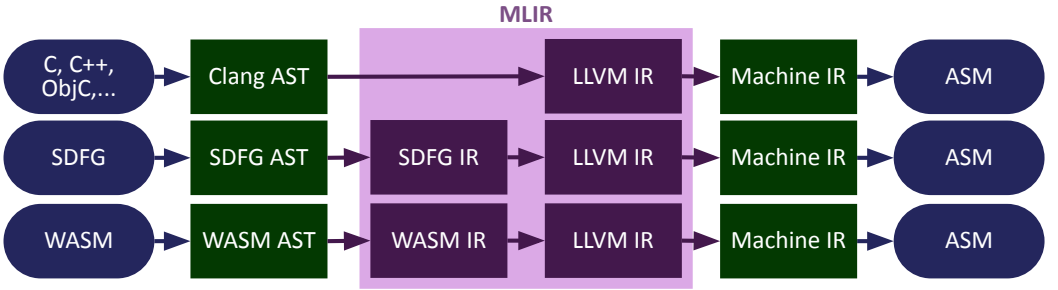 MLIR
C, C++,
ObjC,...
Clang AST
LLVM IR
Machine IR
ASM
SDFG
SDFG AST
SDFG IR
LLVM IR
Machine IR
ASM
WASM
WASM AST
WASM IR
LLVM IR
Machine IR
ASM